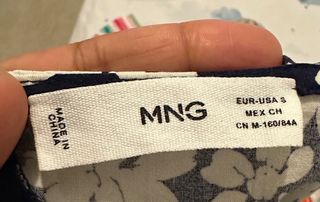 MADE IN
CHINA
MNG
EUR-USA S
MEX CH
CN M-160/84A